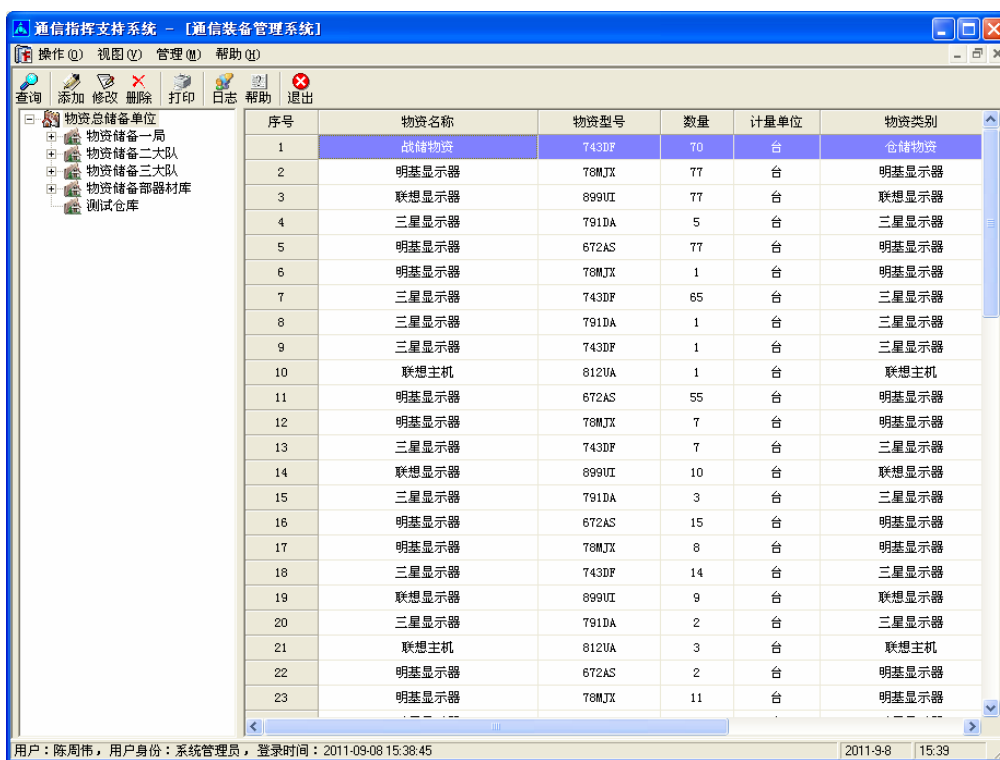 通信指挥支持系统 - [通信装备管理系统]
操作(O) 视图(V) 管理(M) 帮助(H)
查询 添加 修改 删除 打印 日志 帮助 退出
物资总储备单位
物资储备一局
物资储备二大队
物资储备三大队
物资储备部器材库
测试仓库
序号 物资名称 物资型号 数量 计量单位 物资类别
1 战储物资 743DF 70 台 仓储物资
2 明基显示器 78MJX 77 台 明基显示器
3 联想显示器 899UI 77 台 联想显示器
4 三星显示器 791DA 5 台 三星显示器
5 明基显示器 672AS 77 台 明基显示器
6 明基显示器 78MJX 1 台 明基显示器
7 三星显示器 743DF 65 台 三星显示器
8 三星显示器 791DA 1 台 三星显示器
9 三星显示器 743DF 1 台 三星显示器
10 联想主机 812UA 1 台 联想主机
11 明基显示器 672AS 55 台 明基显示器
12 明基显示器 78MJX 7 台 明基显示器
13 三星显示器 743DF 7 台 三星显示器
14 联想显示器 899UI 10 台 联想显示器
15 三星显示器 791DA 3 台 三星显示器
16 明基显示器 672AS 15 台 明基显示器
17 明基显示器 78MJX 8 台 明基显示器
18 三星显示器 743DF 14 台 三星显示器
19 联想显示器 899UI 9 台 联想显示器
20 三星显示器 791DA 2 台 三星显示器
21 联想主机 812UA 3 台 联想主机
22 明基显示器 672AS 2 台 明基显示器
23 明基显示器 78MJX 11 台 明基显示器
用户：陈周伟，用户身份：系统管理员，登录时间：2011-09-08 15:38:45 2011-9-8 15:39